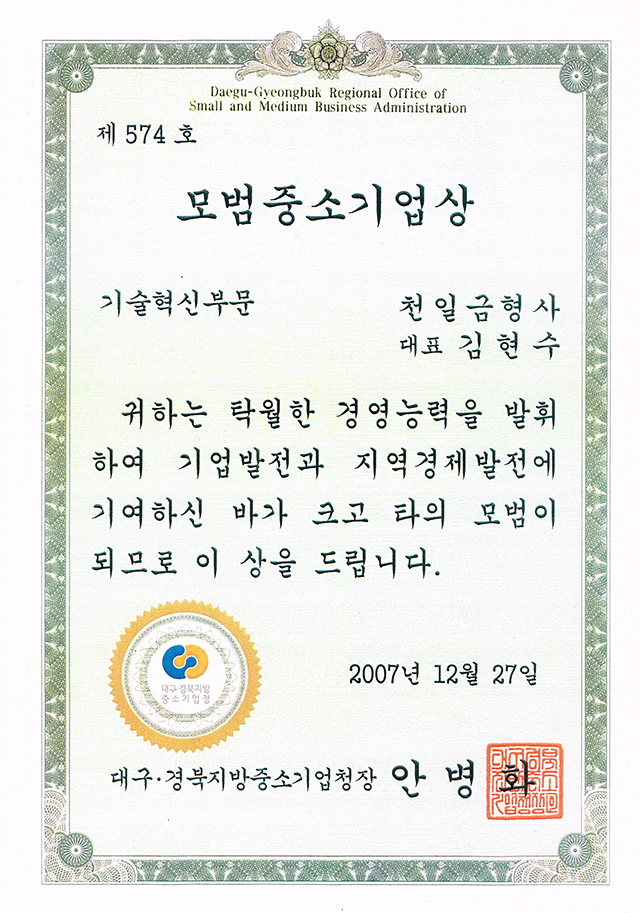 Daegu-Gyeongbuk Regional Office of
Small and Medium Business Administration
제 574 호
모범중소기업상
기술혁신부문
천일금형사
대표 김현수
귀하는 탁월한 경영능력을 발휘
하여 기업발전과 지역경제발전에
기여하신 바가 크고 타의 모범이
되므로 이 상을 드립니다.
대구·경북지방
중소기업청
2007년 12월 27일
대구·경북지방중소기업청장 안병화